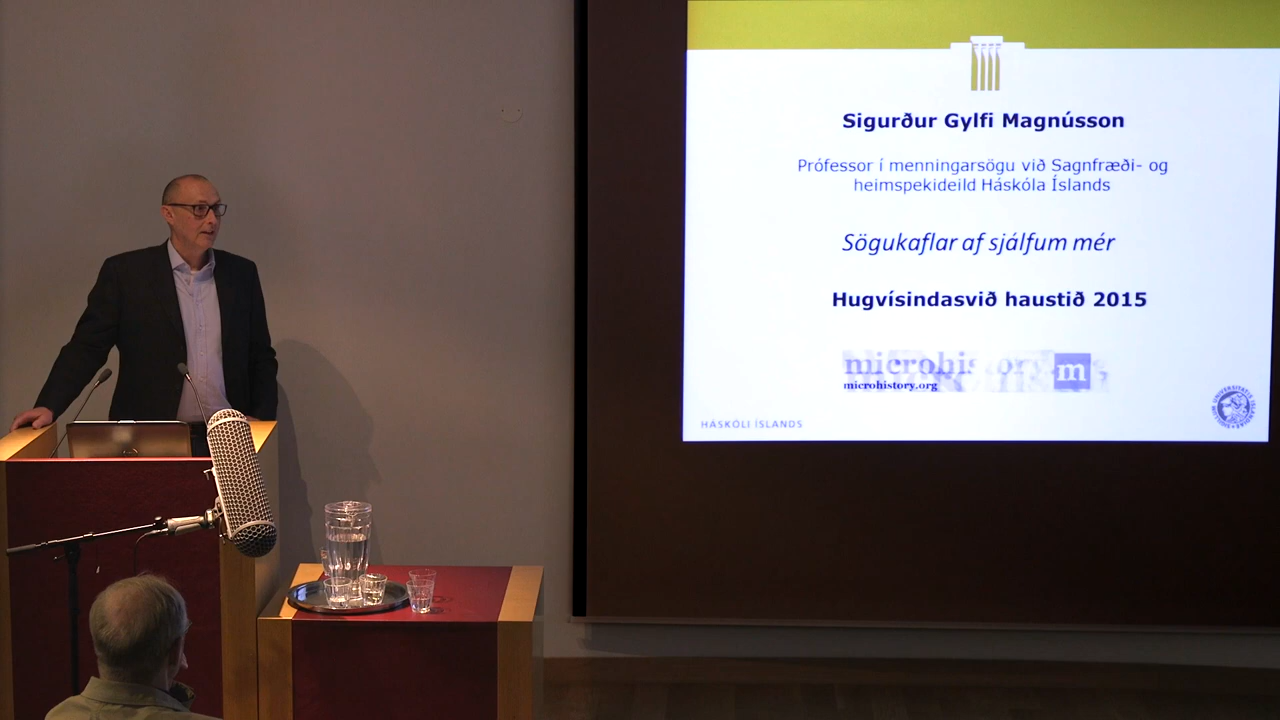 Sigurður Gylfi Magnússon
Prófessor í menningarsögu við Sagnfræði- og
heimspekideild Háskóla Íslands
Sögukaflar af sjálfum mér
Hugvísindasvið haustið 2015
m
microhistory.org
HÁSKÓLI ÍSLANDS